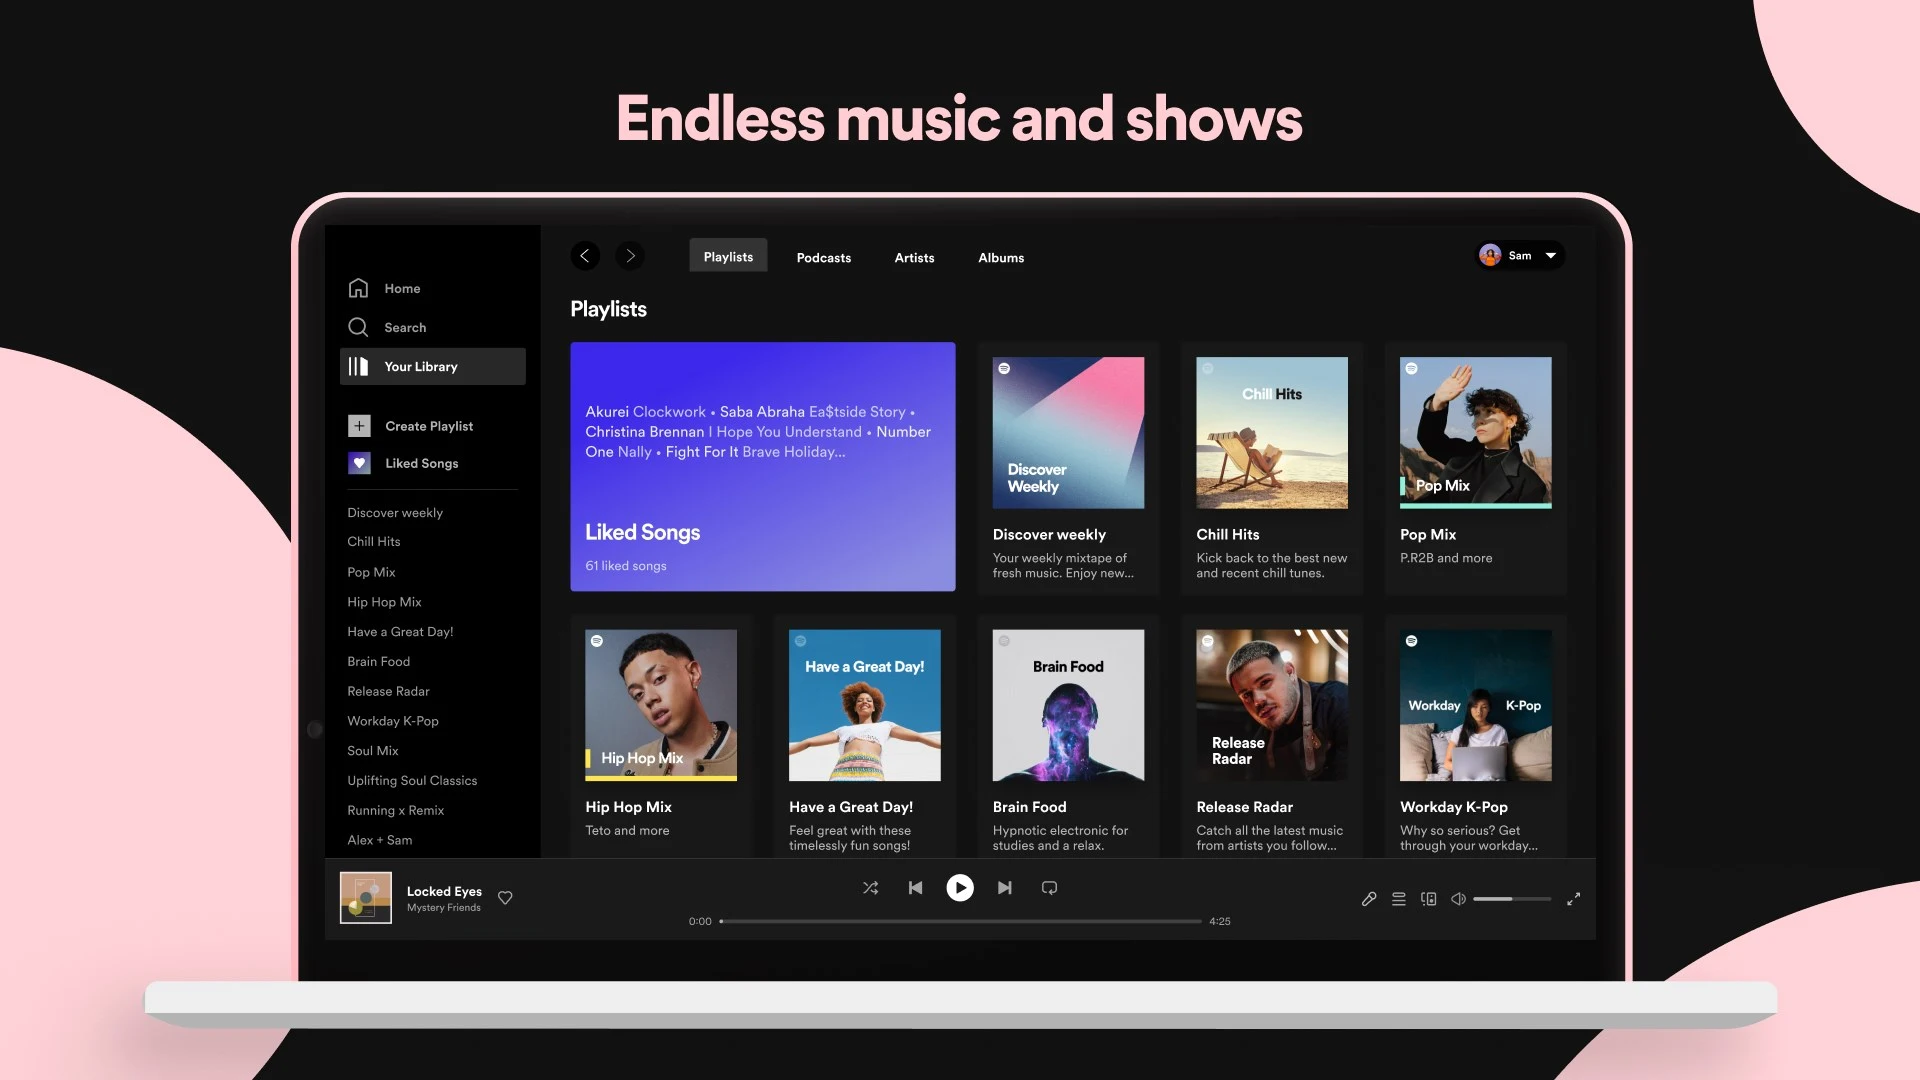 Endless music and shows
Playlists
Podcasts
Artists
Albums
Sam
Home
Search
Your Library
Create Playlist
Liked Songs
Discover weekly
Chill Hits
Pop Mix
Hip Hop Mix
Have a Great Day!
Brain Food
Release Radar
Workday K-Pop
Soul Mix
Uplifting Soul Classics
Running x Remix
Alex + Sam
Playlists
Akurei Clockwork • Saba Abraha Ea$tside Story •
Christina Brennan I Hope You Understand • Number
One Nally • Fight For It Brave Holiday...
Liked Songs
61 liked songs
Discover
Weekly
Discover weekly
Your weekly mixtape of
fresh music. Enjoy new...
Chill Hits
Chill Hits
Kick back to the best new
and recent chill tunes.
Pop Mix
Pop Mix
P.R2B and more
Hip Hop Mix
Hip Hop Mix
Teto and more
Have a Great Day!
Have a Great Day!
Feel great with these
timelessly fun songs!
Brain Food
Brain Food
Hypnotic electronic for
studies and a relax.
Release
Radar
Release Radar
Catch all the latest music
from artists you follow...
Workday K-Pop
Workday K-Pop
Why so serious? Get
through your workday...
Locked Eyes
Mystery Friends
0:00
4:25